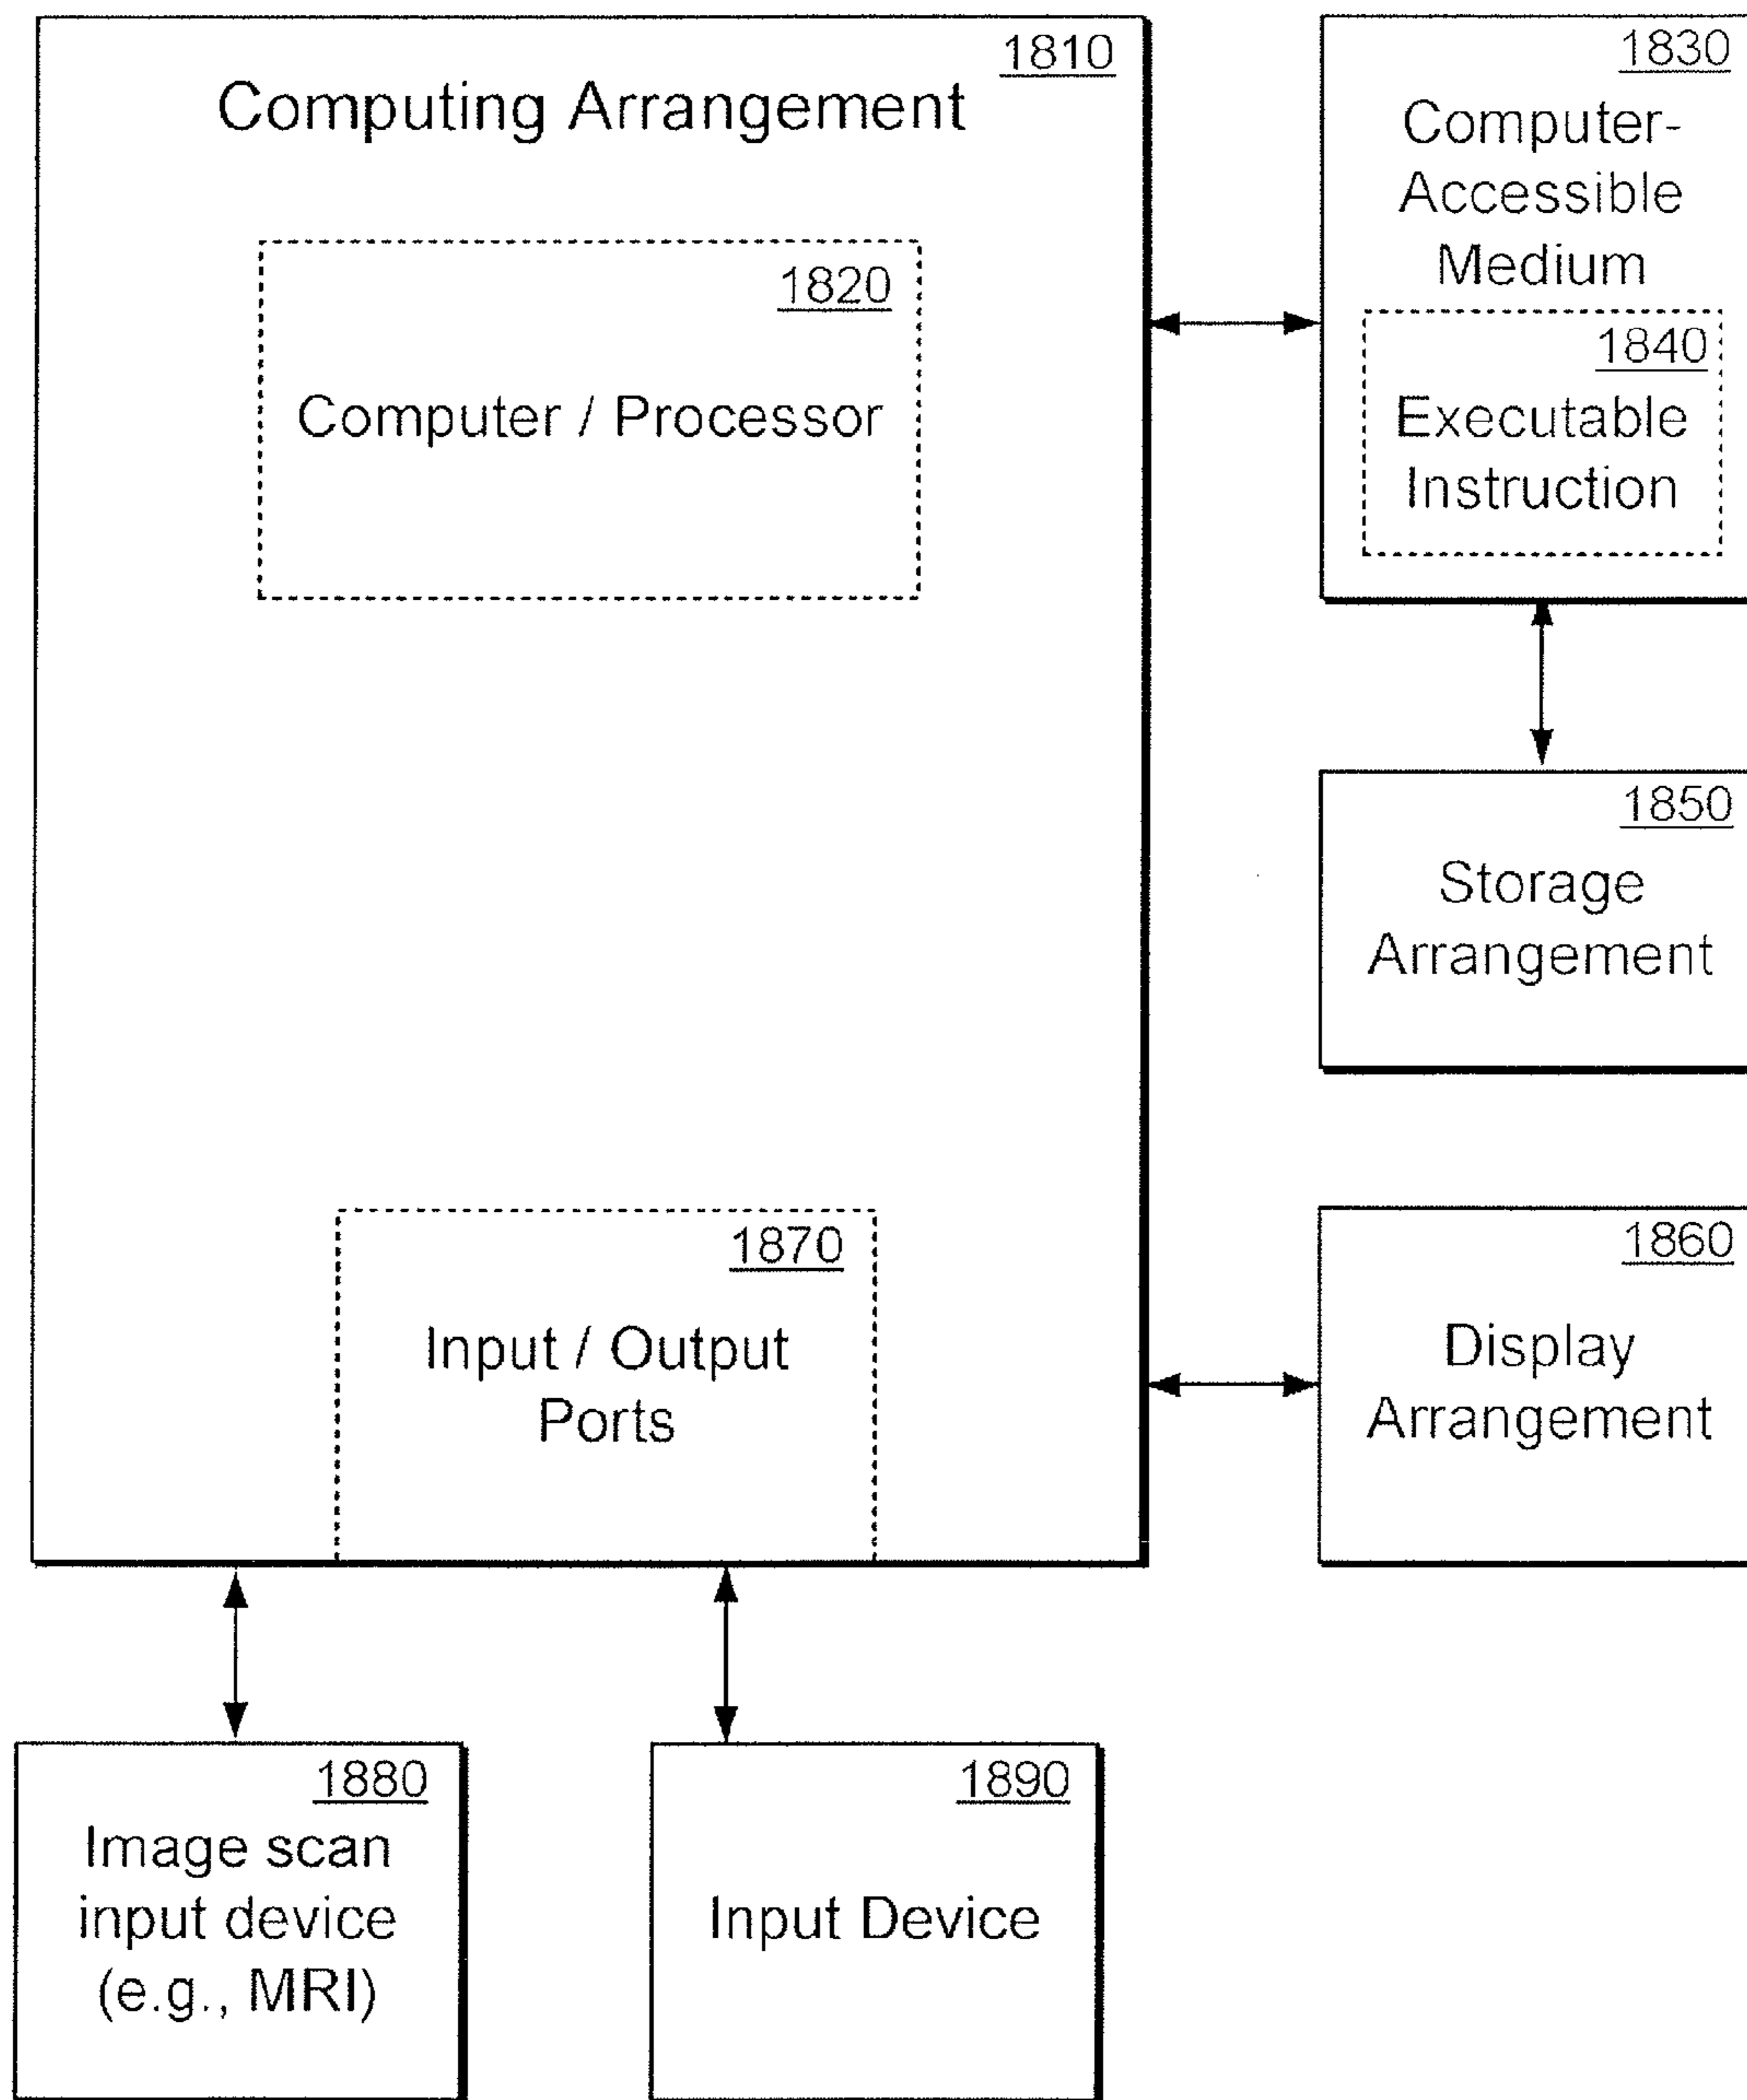 1810
Computing Arrangement
1820
Computer / Processor
1870
Input / Output
Ports
1830
Computer-
Accessible
Medium
1840
Executable
Instruction
1850
Storage
Arrangement
1860
Display
Arrangement
1880
Image scan
input device
(e.g., MRI)
1890
Input Device